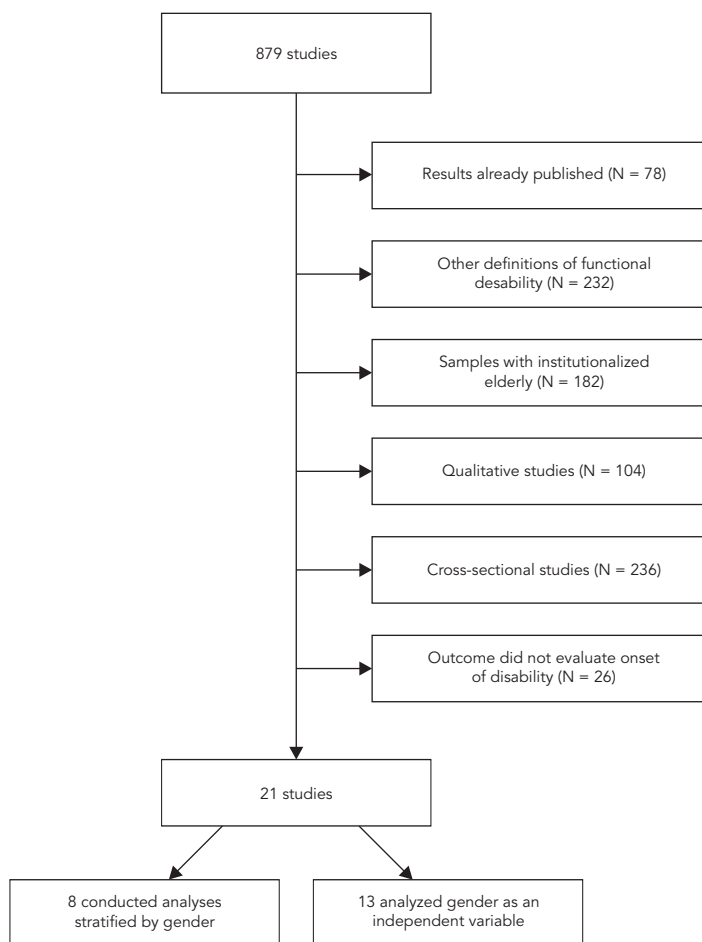 879 studies
Results already published (N = 78)
Other definitions of functional
desability (N = 232)
Samples with institutionalized
elderly (N = 182)
Qualitative studies (N = 104)
Cross-sectional studies (N = 236)
Outcome did not evaluate onset
of disability (N = 26)
21 studies
8 conducted analyses
stratified by gender
13 analyzed gender as an
independent variable